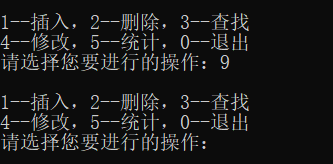 1--插入，2--删除，3--查找
4--修改，5--统计，0--退出
请选择您要进行的操作：9
1--插入，2--删除，3--查找
4--修改，5--统计，0--退出
请选择您要进行的操作：